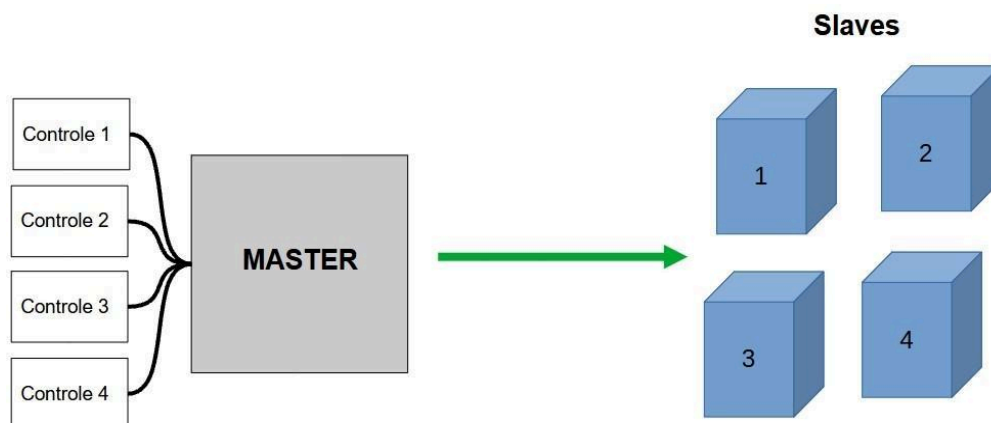 Slaves
Controle 1
Controle 2
Controle 3
Controle 4
MASTER
1
2
3
4